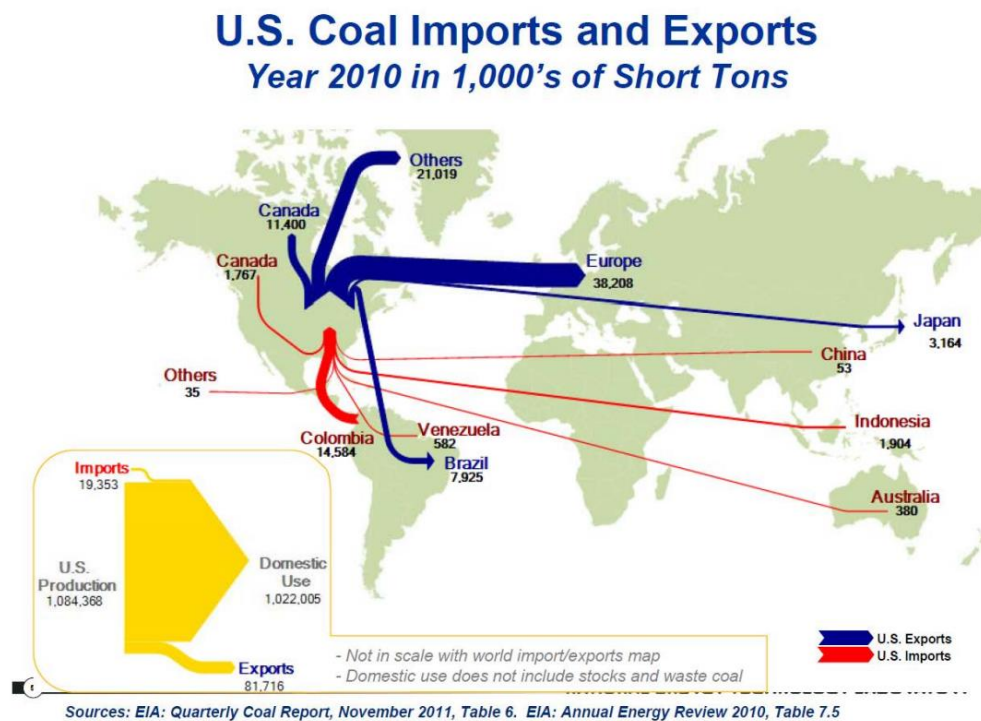 U.S. Coal Imports and Exports
Year 2010 in 1,000's of Short Tons
Others
21,019
Canada
11,400
Canada
1,767
Europe
38,208
Japan
3,164
China
53
Others
35
Indonesia
1,904
Colombia
14,584
Venezuela
582
Brazil
7,925
Australia
380
Imports
19,353
U.S.
Production
1,084,368
Domestic
Use
1,022,005
Exports
81,716
- Not in scale with world import/exports map
- Domestic use does not include stocks and waste coal
U.S. Exports
U.S. Imports
Sources: EIA: Quarterly Coal Report, November 2011, Table 6. EIA: Annual Energy Review 2010, Table 7.5